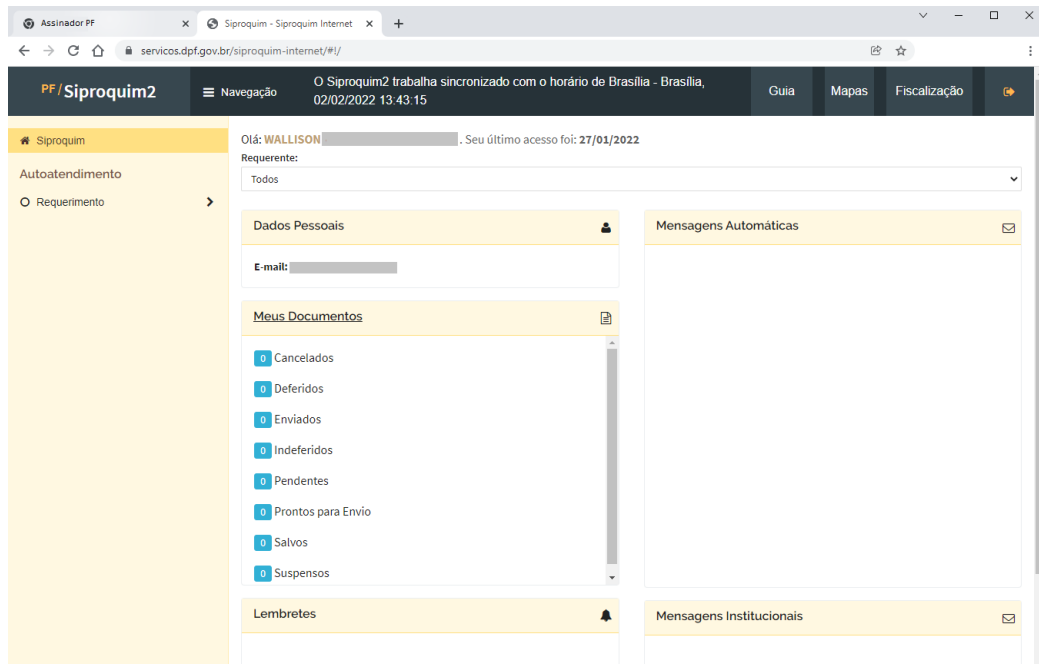 Assinador PF
Siproquim - Siproquim Internet
servicos.dpf.gov.br/siproquim-internet/#!/
PF/Siproquim2
Navegação
O Siproquim2 trabalha sincronizado com o horário de Brasília - Brasília,
02/02/2022 13:43:15
Guia
Mapas
Fiscalização
Siproquim
Autoatendimento
Requerimento
Olá: WALLISON . Seu último acesso foi: 27/01/2022
Requerente:
Todos
Dados Pessoais
E-mail:
Meus Documentos
0 Cancelados
0 Deferidos
0 Enviados
0 Indeferidos
0 Pendentes
0 Prontos para Envio
0 Salvos
0 Suspensos
Lembretes
Mensagens Automáticas
Mensagens Institucionais